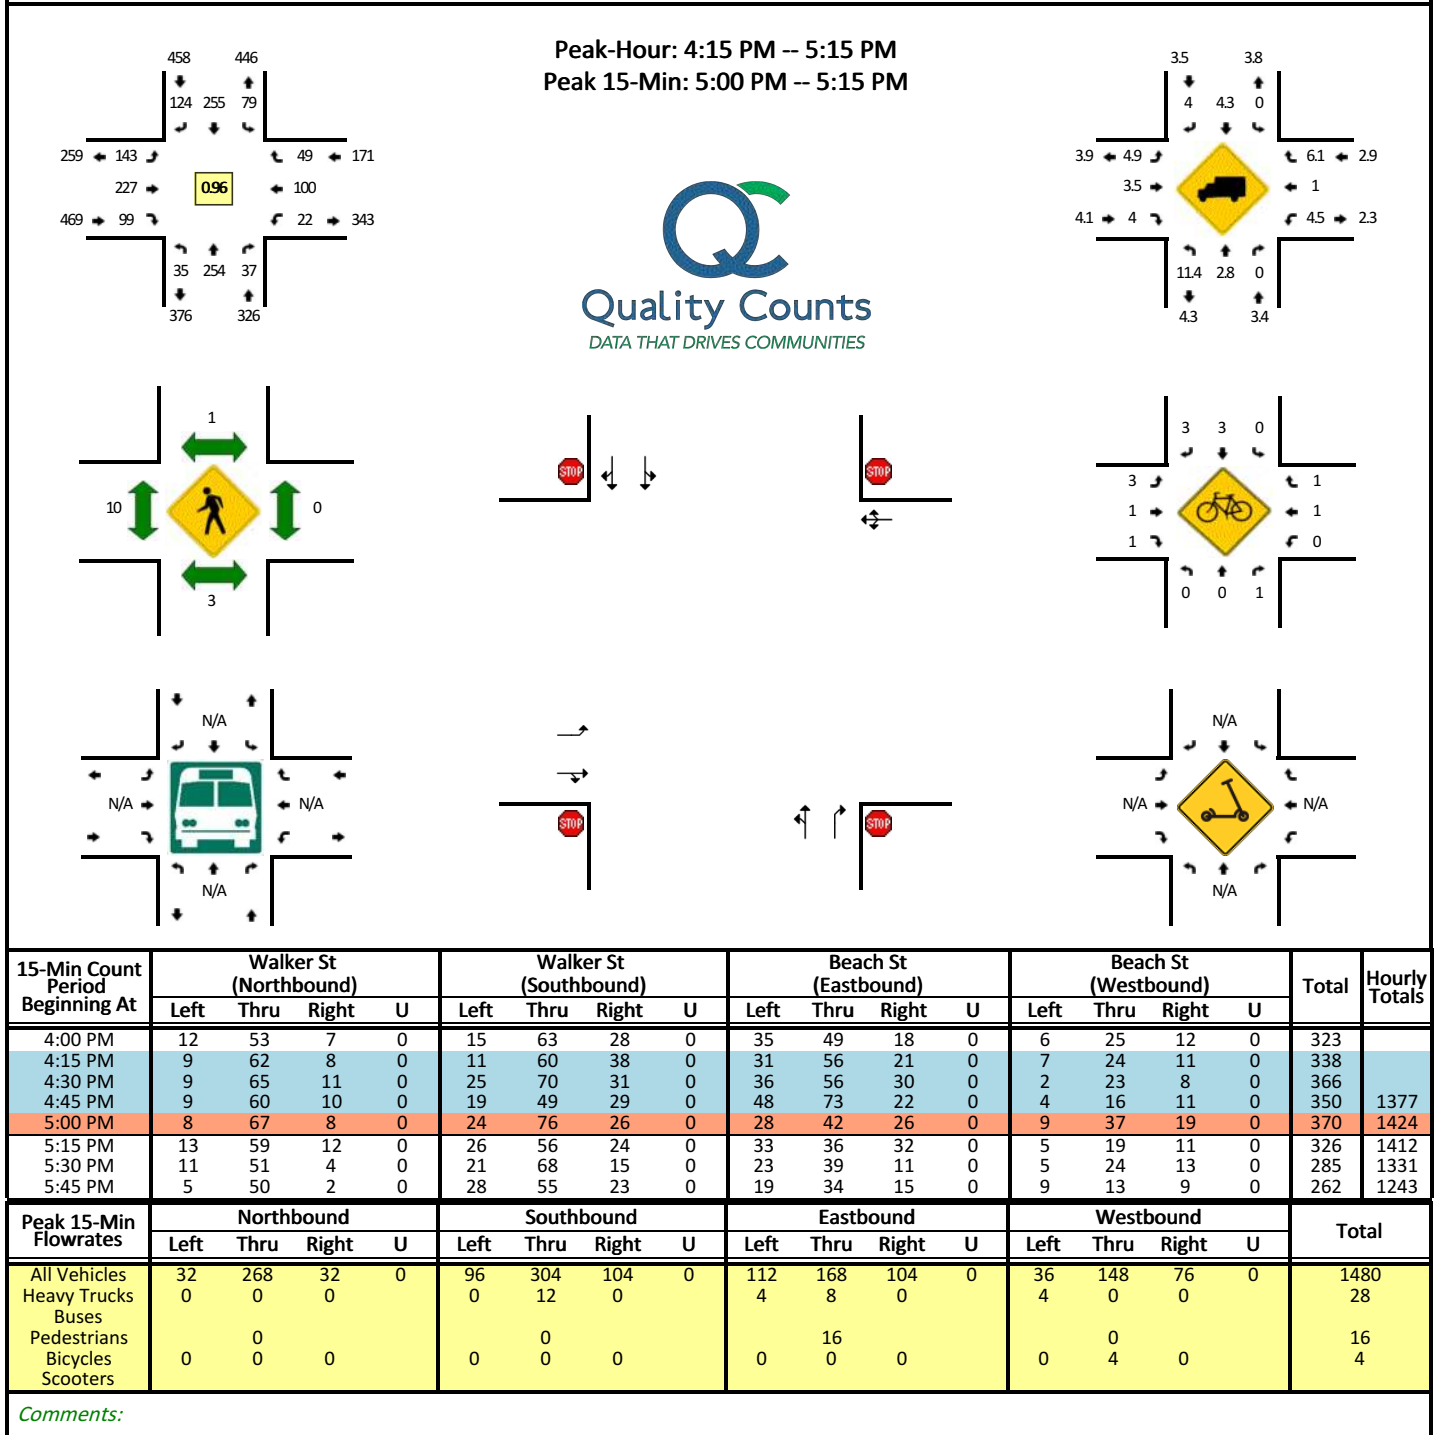 Peak-Hour: 4:15 PM -- 5:15 PM
Peak 15-Min: 5:00 PM -- 5:15 PM
458 446
124 255 79
259 143 49 171
227 0.96 100
469 99 22 343
35 254 37
376 326
3.5 3.8
4 4.3 0
3.9 4.9 6.1 2.9
3.5 1
4.1 4 4.5 2.3
11.4 2.8 0
4.3 3.4
Quality Counts
DATA THAT DRIVES COMMUNITIES
1
10 0
3
STOP STOP
3 3 0
3 1
1 1
1 0
0 0 1
N/A
N/A N/A
N/A
STOP STOP
N/A
N/A N/A
N/A
15-Min Count Period Beginning At Walker St (Northbound) Walker St (Southbound) Beach St (Eastbound) Beach St (Westbound) Total Hourly Totals
Left Thru Right U Left Thru Right U Left Thru Right U Left Thru Right U
4:00 PM 12 53 7 0 15 63 28 0 35 49 18 0 6 25 12 0 323
4:15 PM 9 62 8 0 11 60 38 0 31 56 21 0 7 24 11 0 338
4:30 PM 9 65 11 0 25 70 31 0 36 56 30 0 2 23 8 0 366
4:45 PM 9 60 10 0 19 49 29 0 48 73 22 0 4 16 11 0 350 1377
5:00 PM 8 67 8 0 24 76 26 0 28 42 26 0 9 37 19 0 370 1424
5:15 PM 13 59 12 0 26 56 24 0 33 36 32 0 5 19 11 0 326 1412
5:30 PM 11 51 4 0 21 68 15 0 23 39 11 0 5 24 13 0 285 1331
5:45 PM 5 50 2 0 28 55 23 0 19 34 15 0 9 13 9 0 262 1243
Peak 15-Min Flowrates Northbound Southbound Eastbound Westbound Total
Left Thru Right U Left Thru Right U Left Thru Right U Left Thru Right U
All Vehicles 32 268 32 0 96 304 104 0 112 168 104 0 36 148 76 0 1480
Heavy Trucks 0 0 0 0 12 0 4 8 0 4 0 0 28
Buses
Pedestrians 0 0 16 0 16
Bicycles 0 0 0 0 0 0 0 0 0 0 4 0 4
Scooters
Comments: